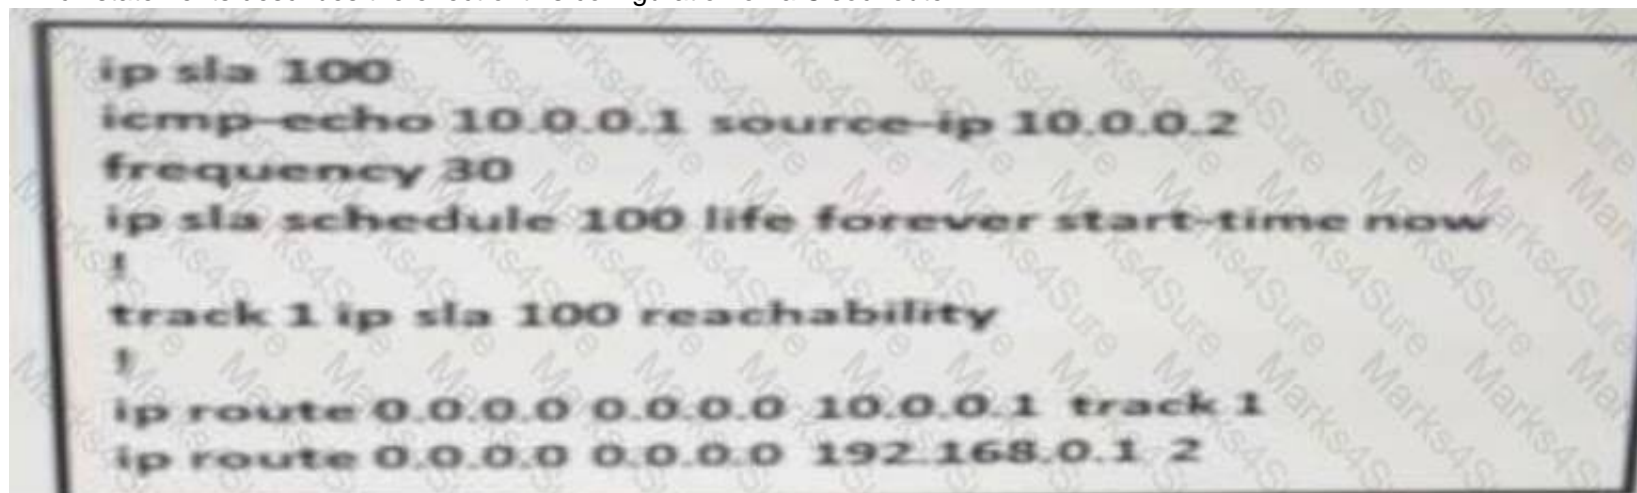 ip sla 100
icmp-echo 10.0.0.1 source-ip 10.0.0.2
frequency 30
ip sla schedule 100 life forever start-time now
!
track 1 ip sla 100 reachability
!
ip route 0.0.0.0 0.0.0.0 10.0.0.1 track 1
ip route 0.0.0.0 0.0.0.0 192.168.0.1 2
Marks4Sure